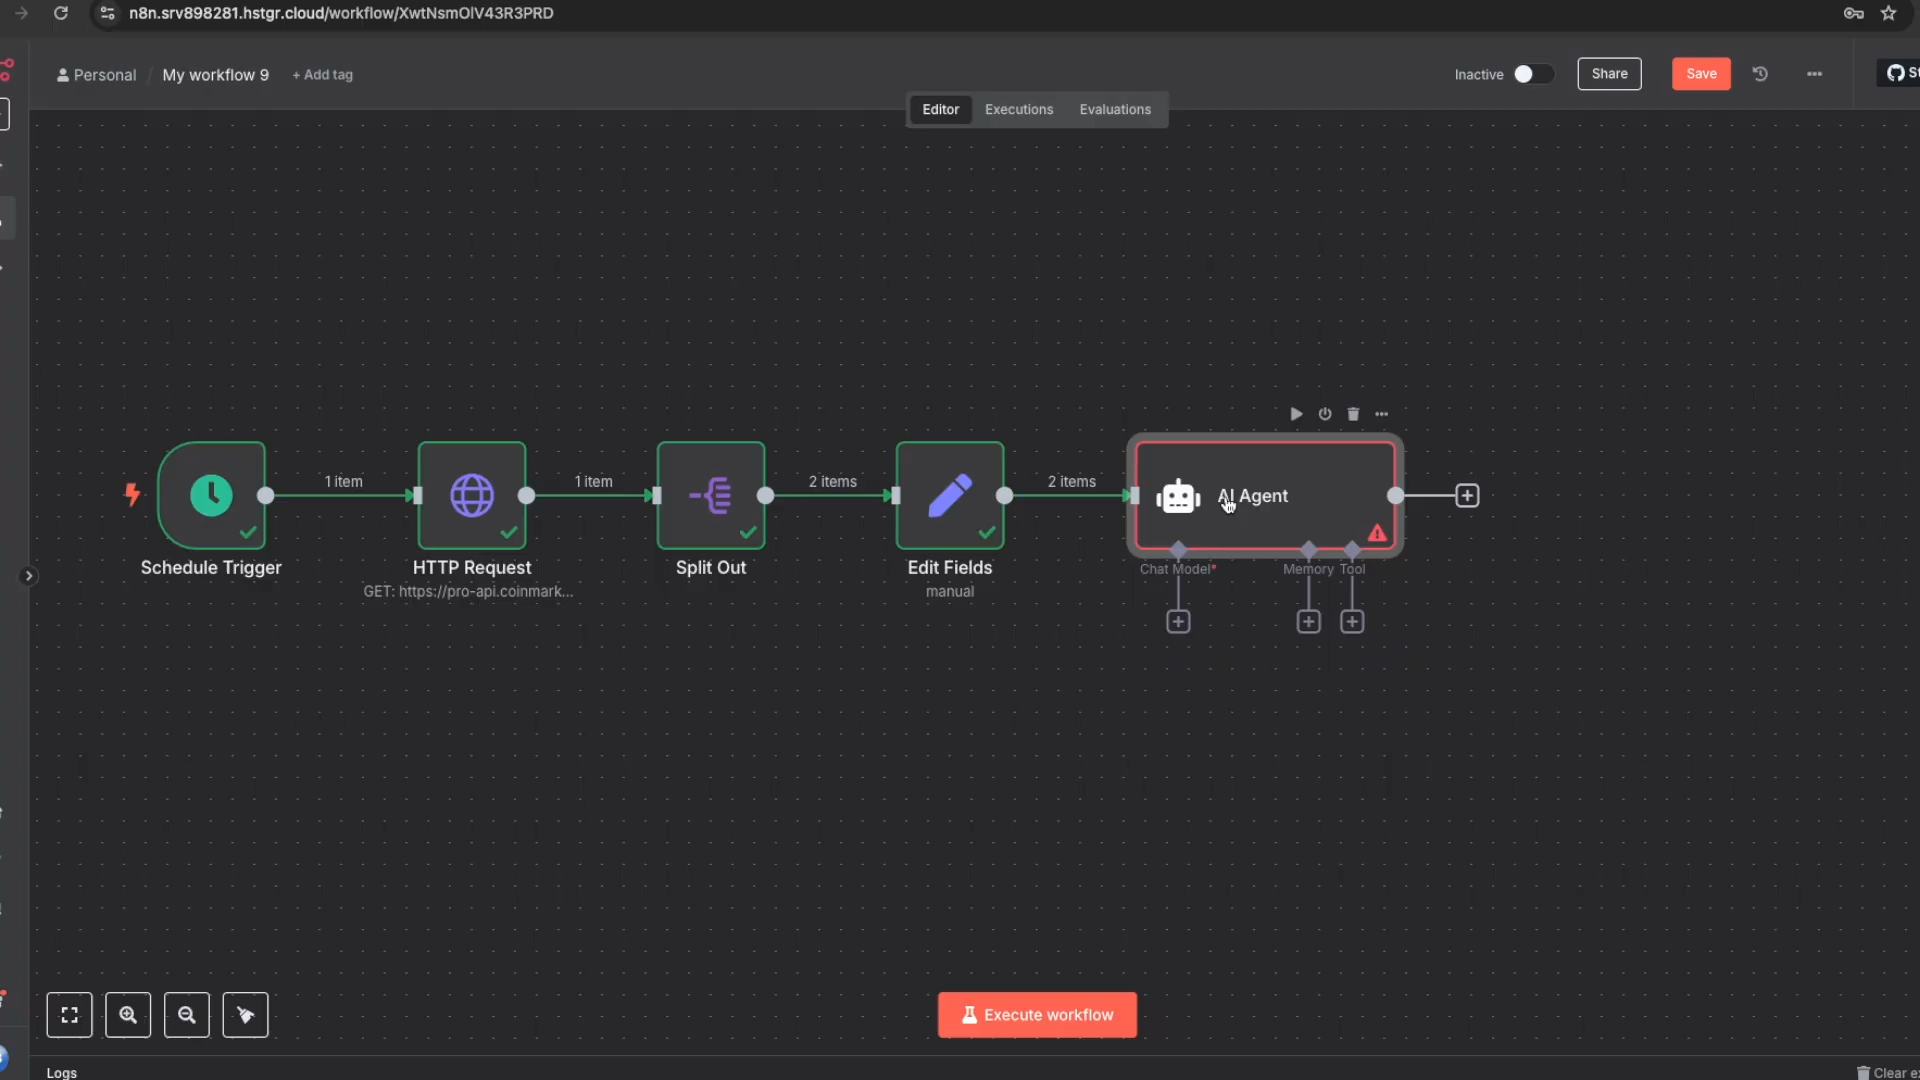 n8n.srv898281.hstgr.cloud/workflow/XwtNsmOlV43R3PRD
Personal / My workflow 9 + Add tag
Inactive
Share
Save
Editor Executions Evaluations
1 item
1 item
2 items
2 items
AI Agent
Schedule Trigger
HTTP Request
GET: https://pro-api.coinmark...
Split Out
Edit Fields
manual
Chat Model*
Memory
Tool
Execute workflow
Logs
Clear